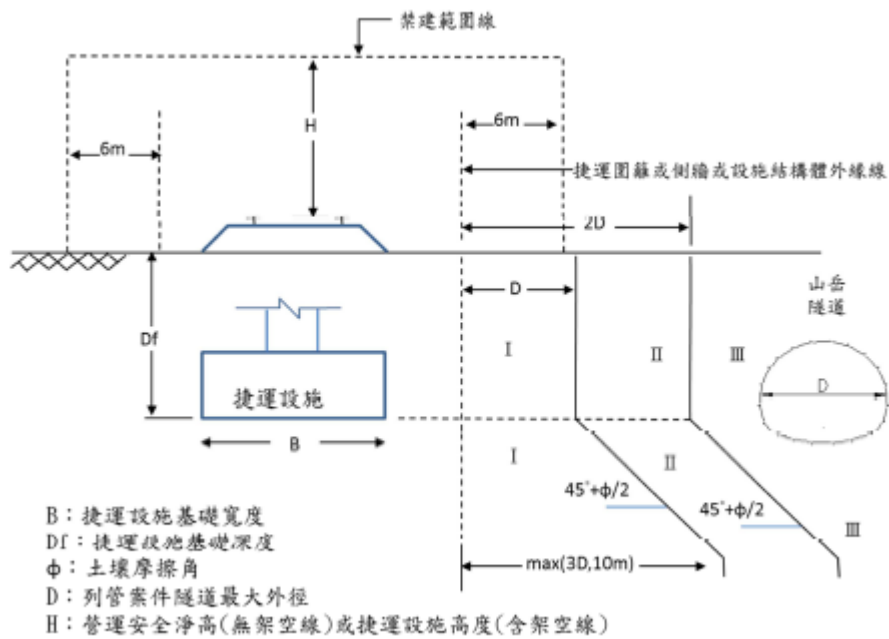 禁建範圍線
H
6m
6m
捷運圍籬或側牆或設施結構體外緣線
2D
D
山岳
隧道
Df
I
II
III
D
捷運設施
B
I
II
III
45°+ϕ/2
45°+ϕ/2
max(3D,10m)
B：捷運設施基礎寬度
Df：捷運設施基礎深度
ϕ：土壤摩擦角
D：列管案件隧道最大外徑
H：營運安全淨高(無架空線)或捷運設施高度(含架空線)